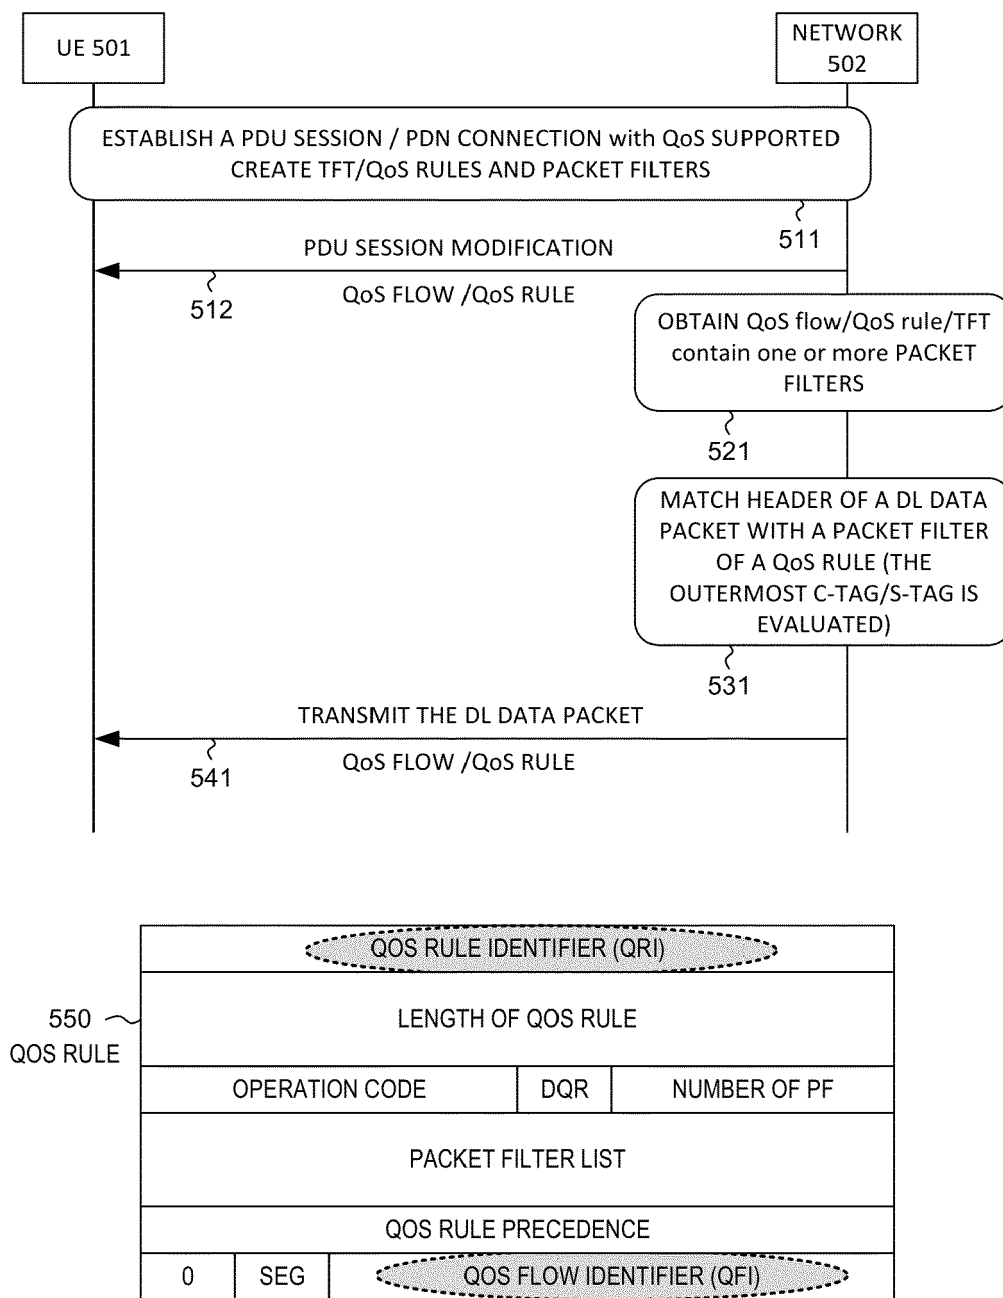 UE 501
NETWORK
502
ESTABLISH A PDU SESSION / PDN CONNECTION with QoS SUPPORTED
CREATE TFT/QoS RULES AND PACKET FILTERS
511
PDU SESSION MODIFICATION
512
QoS FLOW /QoS RULE
OBTAIN QoS flow/QoS rule/TFT
contain one or more PACKET
FILTERS
521
MATCH HEADER OF A DL DATA
PACKET WITH A PACKET FILTER
OF A QoS RULE (THE
OUTERMOST C-TAG/S-TAG IS
EVALUATED)
531
TRANSMIT THE DL DATA PACKET
541
QoS FLOW /QoS RULE
QOS RULE IDENTIFIER (QRI)
550
QOS RULE
LENGTH OF QOS RULE
OPERATION CODE DQR NUMBER OF PF
PACKET FILTER LIST
QOS RULE PRECEDENCE
0 SEG QOS FLOW IDENTIFIER (QFI)